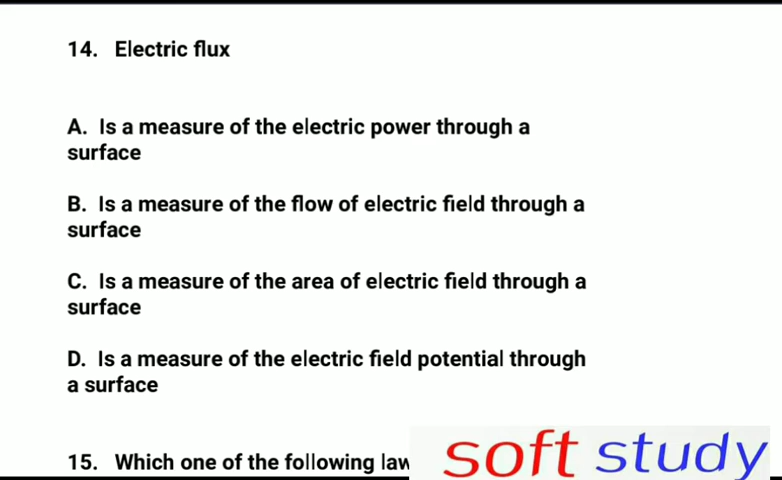 14. Electric flux
A. Is a measure of the electric power through a
surface
B. Is a measure of the flow of electric field through a
surface
C. Is a measure of the area of electric field through a
surface
D. Is a measure of the electric field potential through
a surface
15. Which one of the following law
soft study